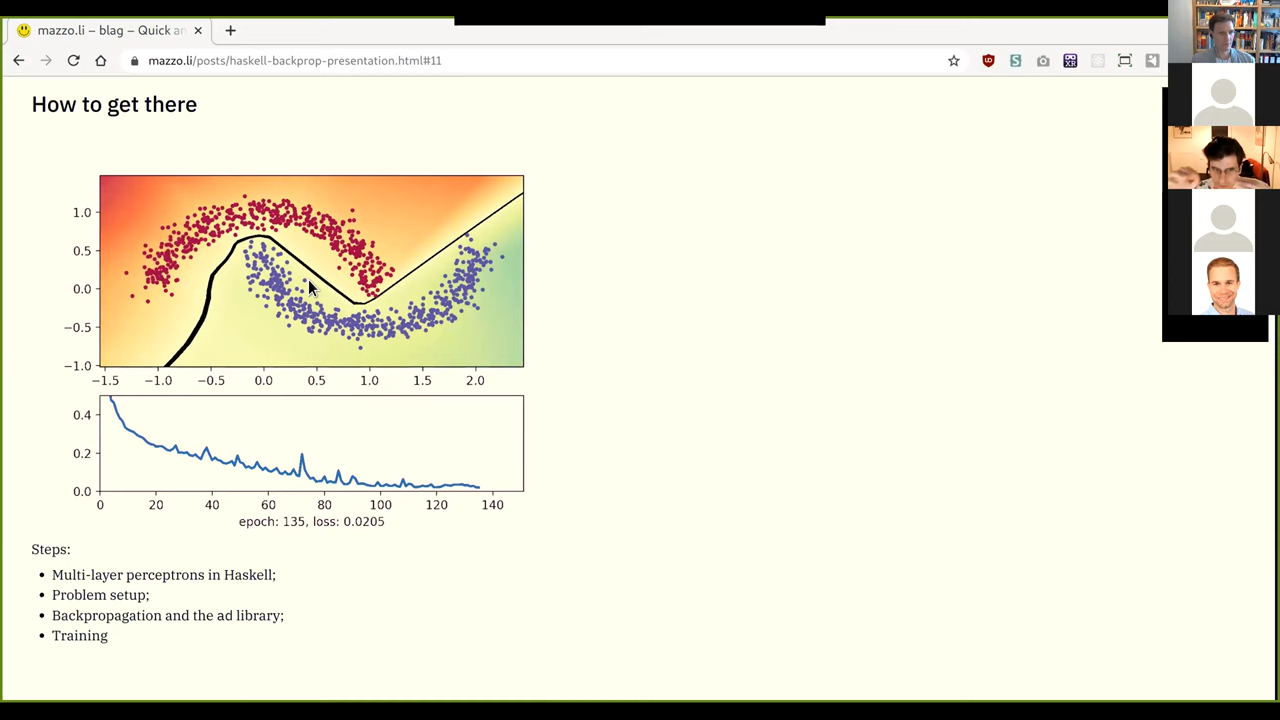 mazzo.li – blag – Quick an
mazzo.li/posts/haskell-backprop-presentation.html#11
How to get there
1.0
0.5
0.0
−0.5
−1.0
−1.5 −1.0 −0.5 0.0 0.5 1.0 1.5 2.0
0.4
0.2
0.0
0 20 40 60 80 100 120 140
epoch: 135, loss: 0.0205
Steps:
• Multi-layer perceptrons in Haskell;
• Problem setup;
• Backpropagation and the ad library;
• Training